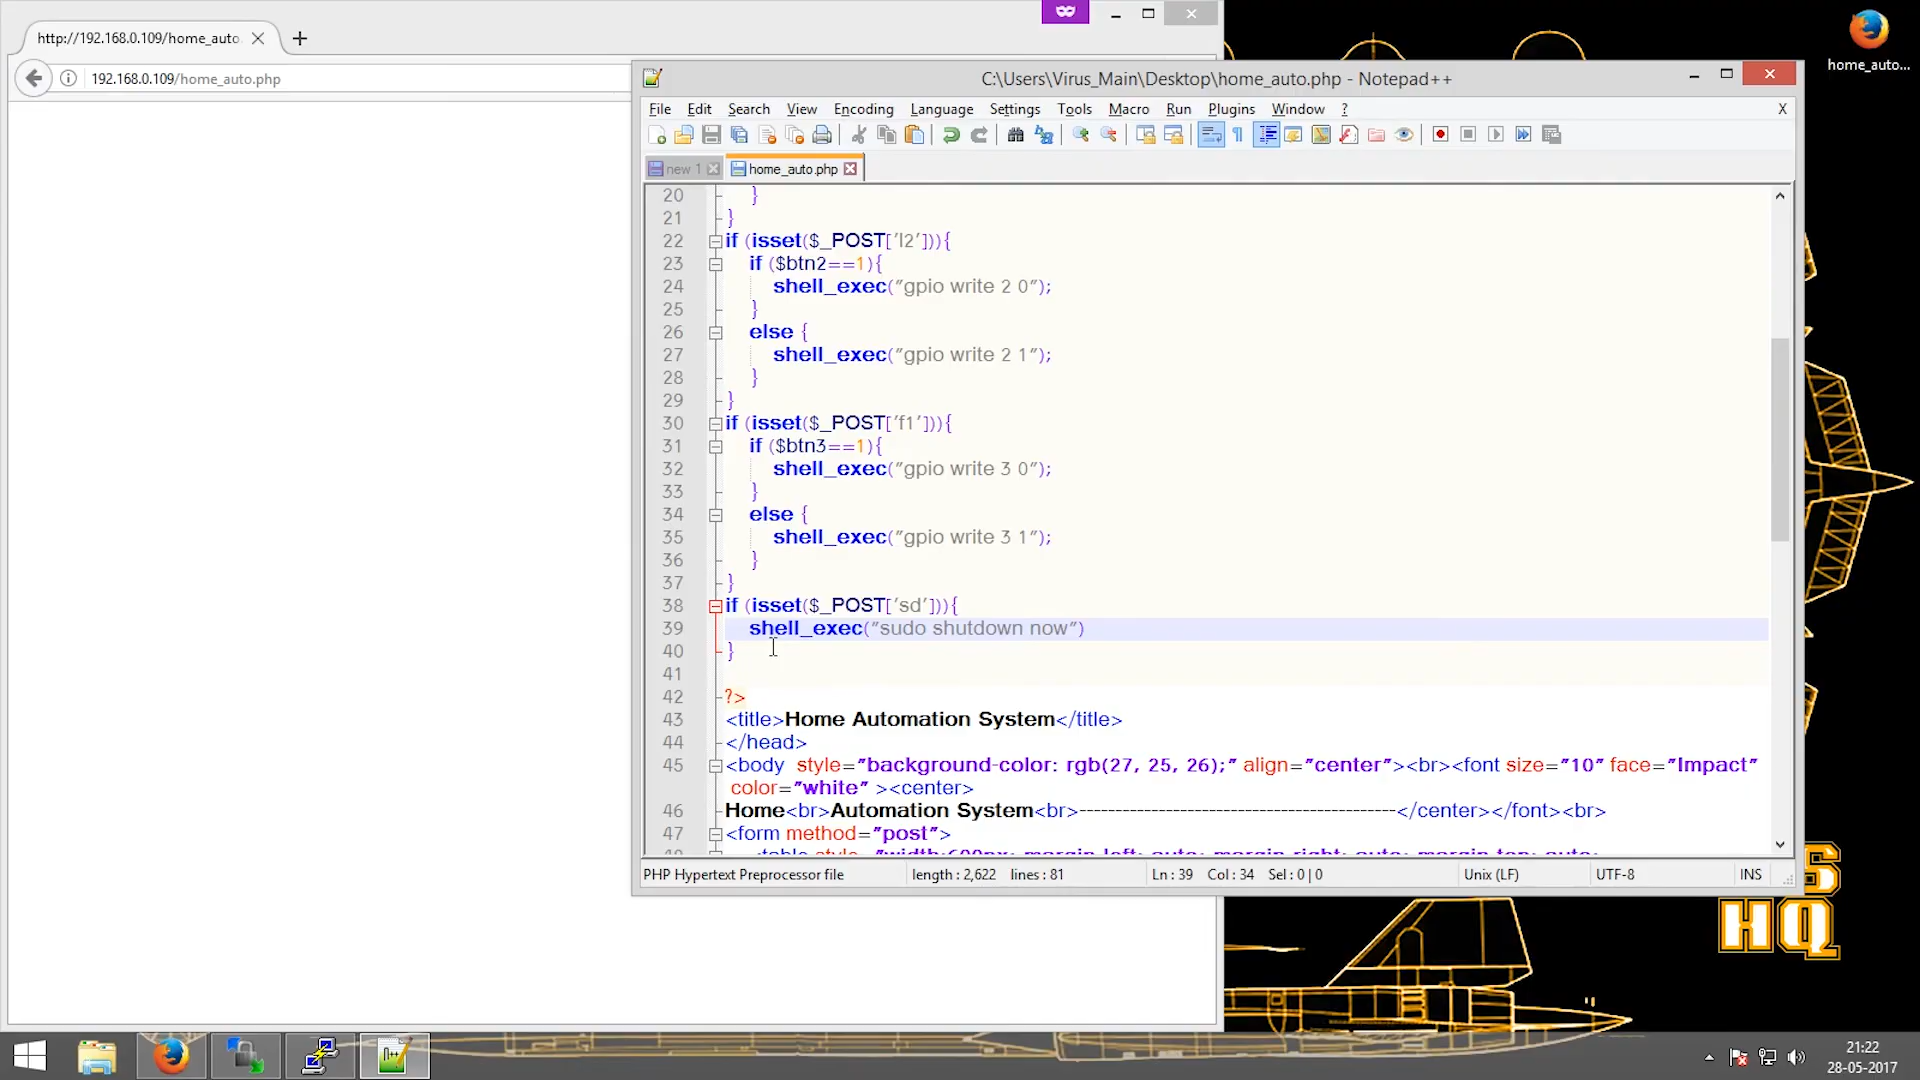 http://192.168.0.109/home_auto
192.168.0.109/home_auto.php
home_auto...
C:\Users\Virus_Main\Desktop\home_auto.php - Notepad++
File Edit Search View Encoding Language Settings Tools Macro Run Plugins Window ? X
new 1 home_auto.php
20 }
21 }
22 if (isset($_POST['l2'])){
23 if ($btn2==1){
24 shell_exec("gpio write 2 0");
25 }
26 else {
27 shell_exec("gpio write 2 1");
28 }
29 }
30 if (isset($_POST['f1'])){
31 if ($btn3==1){
32 shell_exec("gpio write 3 0");
33 }
34 else {
35 shell_exec("gpio write 3 1");
36 }
37 }
38 if (isset($_POST['sd'])){
39 shell_exec("sudo shutdown now")
40 }
41
42 ?>
43 <title>Home Automation System</title>
44 </head>
45 <body  style="background-color: rgb(27, 25, 26);" align="center"><br><font size="10" face="Impact"
color="white" ><center>
46 Home<br>Automation System<br>--------------------------------------------</center></font><br>
47 <form method="post">
PHP Hypertext Preprocessor file length : 2,622 lines : 81 Ln : 39 Col : 34 Sel : 0 | 0 Unix (LF) UTF-8 INS
HQ
21:22
28-05-2017